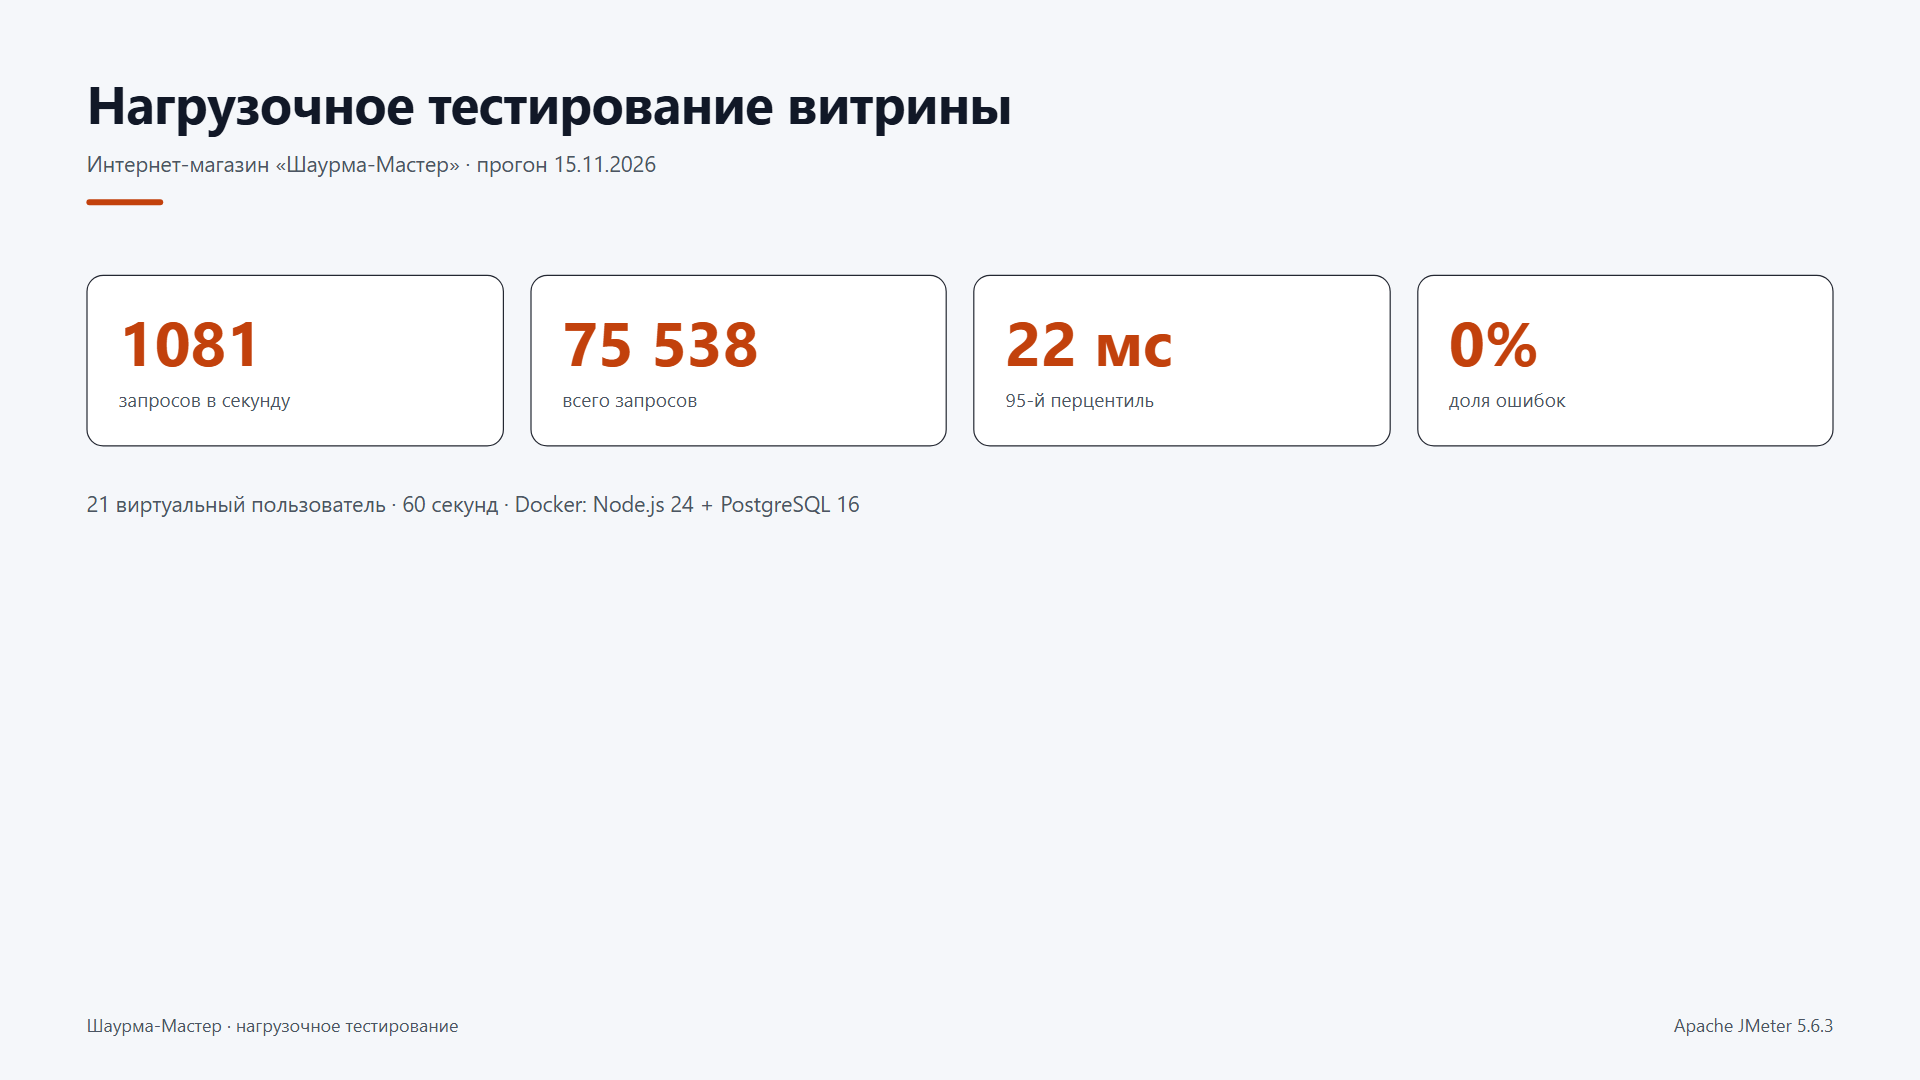 Нагрузочное тестирование витрины
Интернет-магазин «Шаурма-Мастер» · прогон 15.11.2026
1081
запросов в секунду
75 538
всего запросов
22 мс
95-й перцентиль
0%
доля ошибок
21 виртуальный пользователь · 60 секунд · Docker: Node.js 24 + PostgreSQL 16
Шаурма-Мастер · нагрузочное тестирование
Apache JMeter 5.6.3